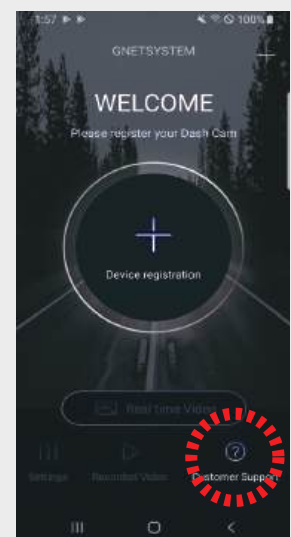 1:57 100%
GNETSYSTEM
WELCOME
Please register your Dash Cam
Device registration
Real Time Video
Settings Recorded Video Customer Support